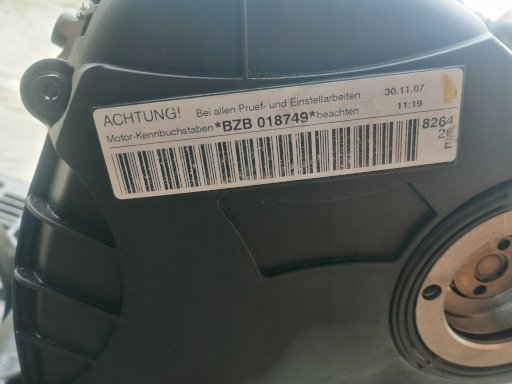 ACHTUNG! Bei allen Pruef- und Einstellarbeiten 30.11.07
Motor-Kennbuchstaben *BZB 018749* beachten 11:19
8264
E